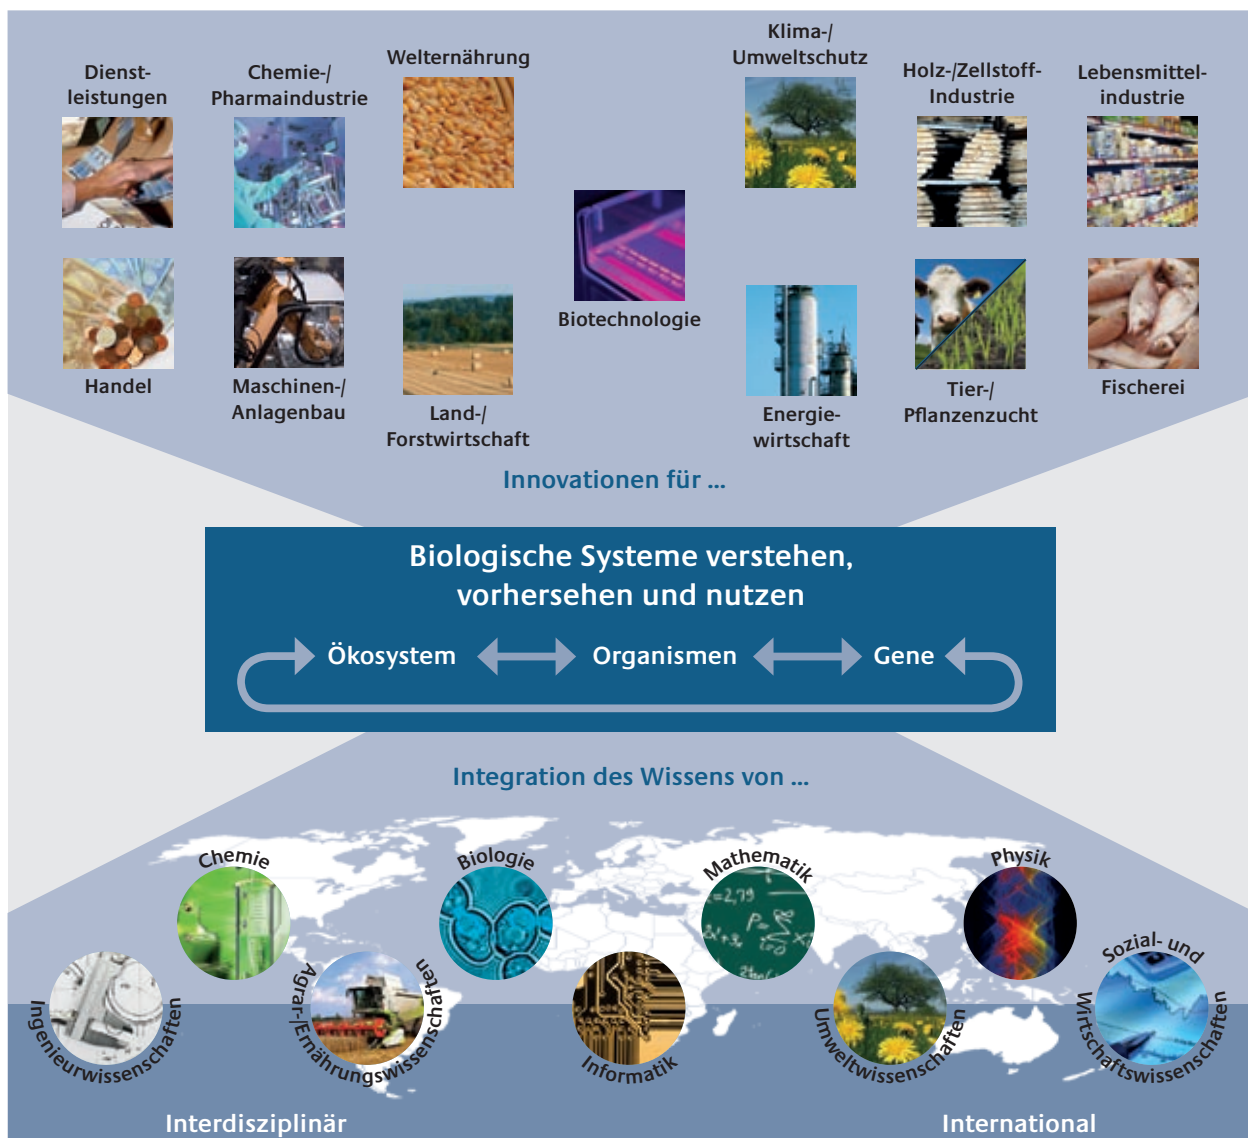 Dienst-
leistungen
Chemie-/
Pharmaindustrie
Welternährung
Klima-/
Umweltschutz
Holz-/Zellstoff-
Industrie
Lebensmittel-
industrie
Biotechnologie
Handel
Maschinen-/
Anlagenbau
Land-/
Forstwirtschaft
Energie-
wirtschaft
Tier-/
Pflanzenzucht
Fischerei
Innovationen für ...
Biologische Systeme verstehen,
vorhersehen und nutzen
Ökosystem
Organismen
Gene
Integration des Wissens von ...
Chemie
Biologie
Mathematik
Physik
Ingenieurwissenschaften
Agrar-/Ernährungswissenschaften
Informatik
Umweltwissenschaften
Sozial- und
Wirtschaftswissenschaften
Interdisziplinär
International